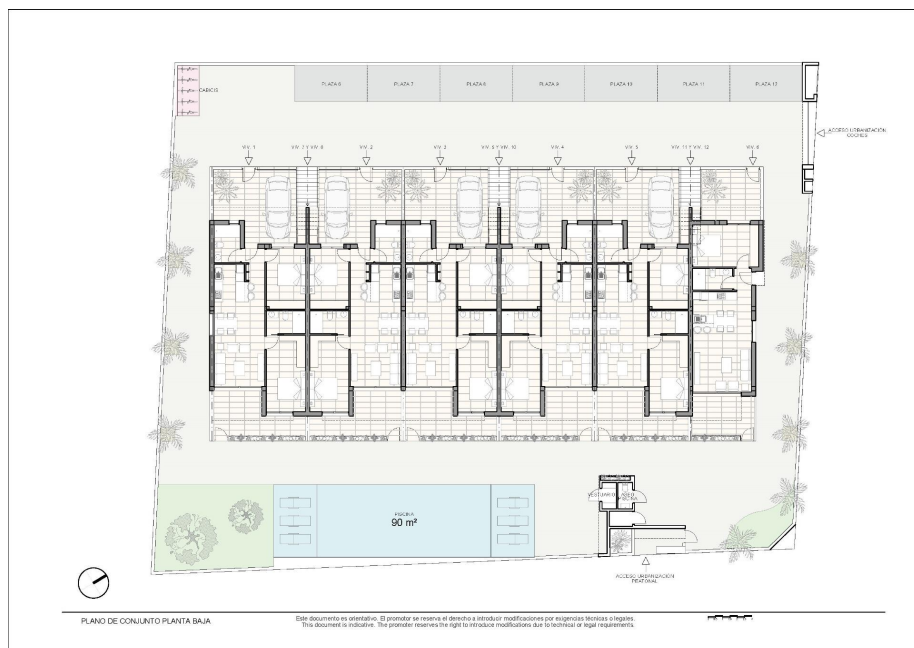 PLAZA 6
PLAZA 7
PLAZA 8
PLAZA 9
PLAZA 10
PLAZA 11
PLAZA 12
ACCESO URBANIZACIÓN
COCHES
VIV. 1
VIV. 7 Y VIV. 8
VIV. 2
VIV. 3
VIV. 9 Y VIV. 10
VIV. 4
VIV. 5
VIV. 11 Y VIV. 12
VIV. 6
PISCINA
90 m²
VESTUARIO
ASEO
PISCINA
ACCESO URBANIZACIÓN
PEATONAL
PLANO DE CONJUNTO PLANTA BAJA
Este documento es orientativo. El promotor se reserva el derecho a introducir modificaciones por exigencias técnicas o legales.
This document is indicative. The promoter reserves the right to introduce modifications due to technical or legal requirements.